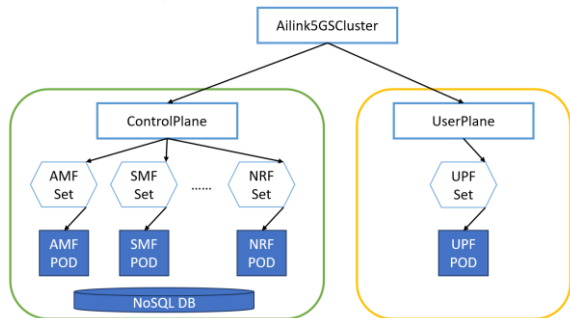 Ailink5GSCluster
ControlPlane
UserPlane
AMF
Set
SMF
Set
......
NRF
Set
UPF
Set
AMF
POD
SMF
POD
NRF
POD
UPF
POD
NoSQL DB